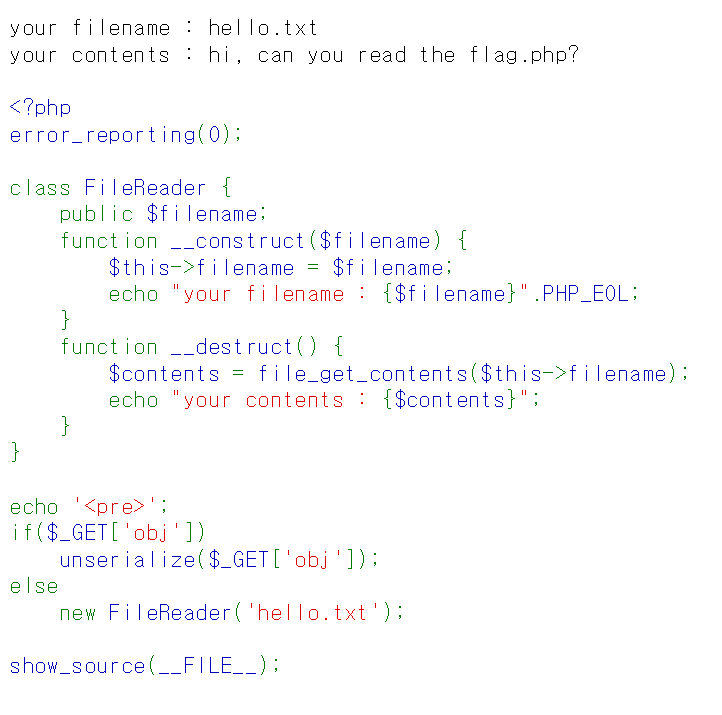 your filename : hello.txt
your contents : hi, can you read the flag.php?
<?php
error_reporting(0);
class FileReader {
    public $filename;
    function __construct($filename) {
        $this->filename = $filename;
        echo "your filename : {$filename}".PHP_EOL;
    }
    function __destruct() {
        $contents = file_get_contents($this->filename);
        echo "your contents : {$contents}";
    }
}
echo '<pre>';
if($_GET['obj'])
    unserialize($_GET['obj']);
else
    new FileReader('hello.txt');
show_source(__FILE__);